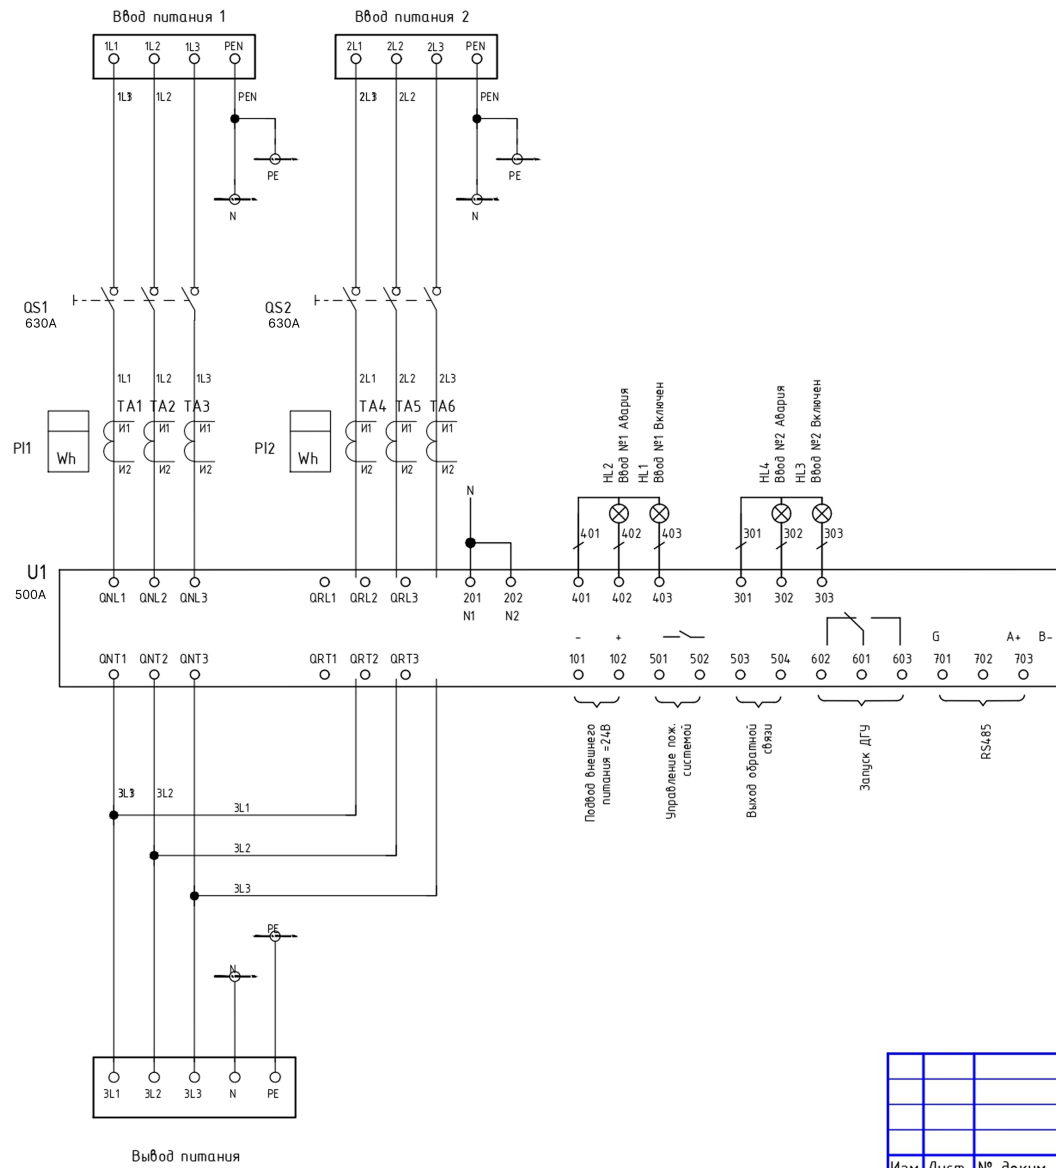 Ввод питания 1
Ввод питания 2
1L1 1L2 1L3 PEN
2L1 2L2 2L3 PEN
1L2 PEN
2L2 PEN
PE
PE
N
N
QS1
630A
QS2
630A
1L1 1L2 1L3
2L1 2L2 2L3
TA1 TA2 TA3
TA4 TA5 TA6
И1 И1 И1
И1 И1 И1
PI1
Wh
PI2
Wh
И2 И2 И2
И2 И2 И2
HL2
Ввод №1 Авария
HL1
Ввод №1 Включен
HL4
Ввод №2 Авария
HL3
Ввод №2 Включен
N
401 402 403
301 302 303
U1
500A
QNL1 QNL2 QNL3
QRL1 QRL2 QRL3
201 202
N1 N2
401 402 403
301 302 303
- +
G A+ B-
QNT1 QNT2 QNT3
QRT1 QRT2 QRT3
101 102 501 502 503 504 602 601 603 701 702 703
Подвод внешнего
питания =24В
Управление пож.
системой
Выход обратной
связи
Запуск ДГУ
RS485
3L2
3L1
3L2
3L3
PE
N
3L1 3L2 3L3 N PE
Вывод питания
Изм Лист № докум.